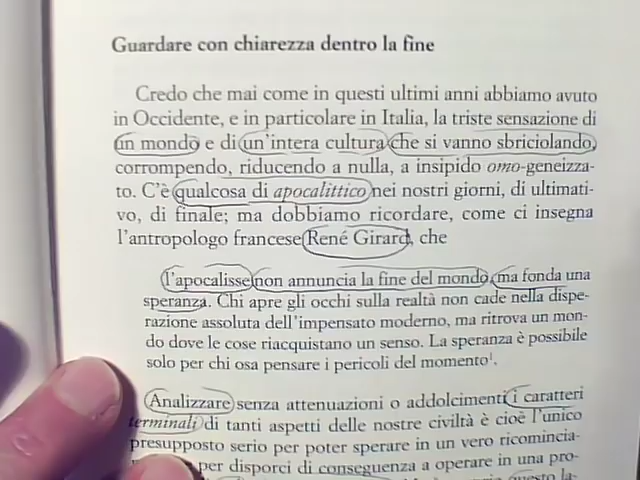 Guardare con chiarezza dentro la fine
Credo che mai come in questi ultimi anni abbiamo avuto
in Occidente, e in particolare in Italia, la triste sensazione di
un mondo e di un'intera cultura che si vanno sbriciolando,
corrompendo, riducendo a nulla, a insipido omo-geneizza-
to. C'è qualcosa di apocalittico nei nostri giorni, di ultimati-
vo, di finale; ma dobbiamo ricordare, come ci insegna
l'antropologo francese René Girard, che
l'apocalisse non annuncia la fine del mondo, ma fonda una
speranza. Chi apre gli occhi sulla realtà non cade nella dispe-
razione assoluta dell'impensato moderno, ma ritrova un mon-
do dove le cose riacquistano un senso. La speranza è possibile
solo per chi osa pensare i pericoli del momento¹.
Analizzare senza attenuazioni o addolcimenti i caratteri
terminali di tanti aspetti delle nostre civiltà è cioè l'unico
presupposto serio per poter sperare in un vero ricomincia-
per disporci di conseguenza a operare in una pro-
questo la-